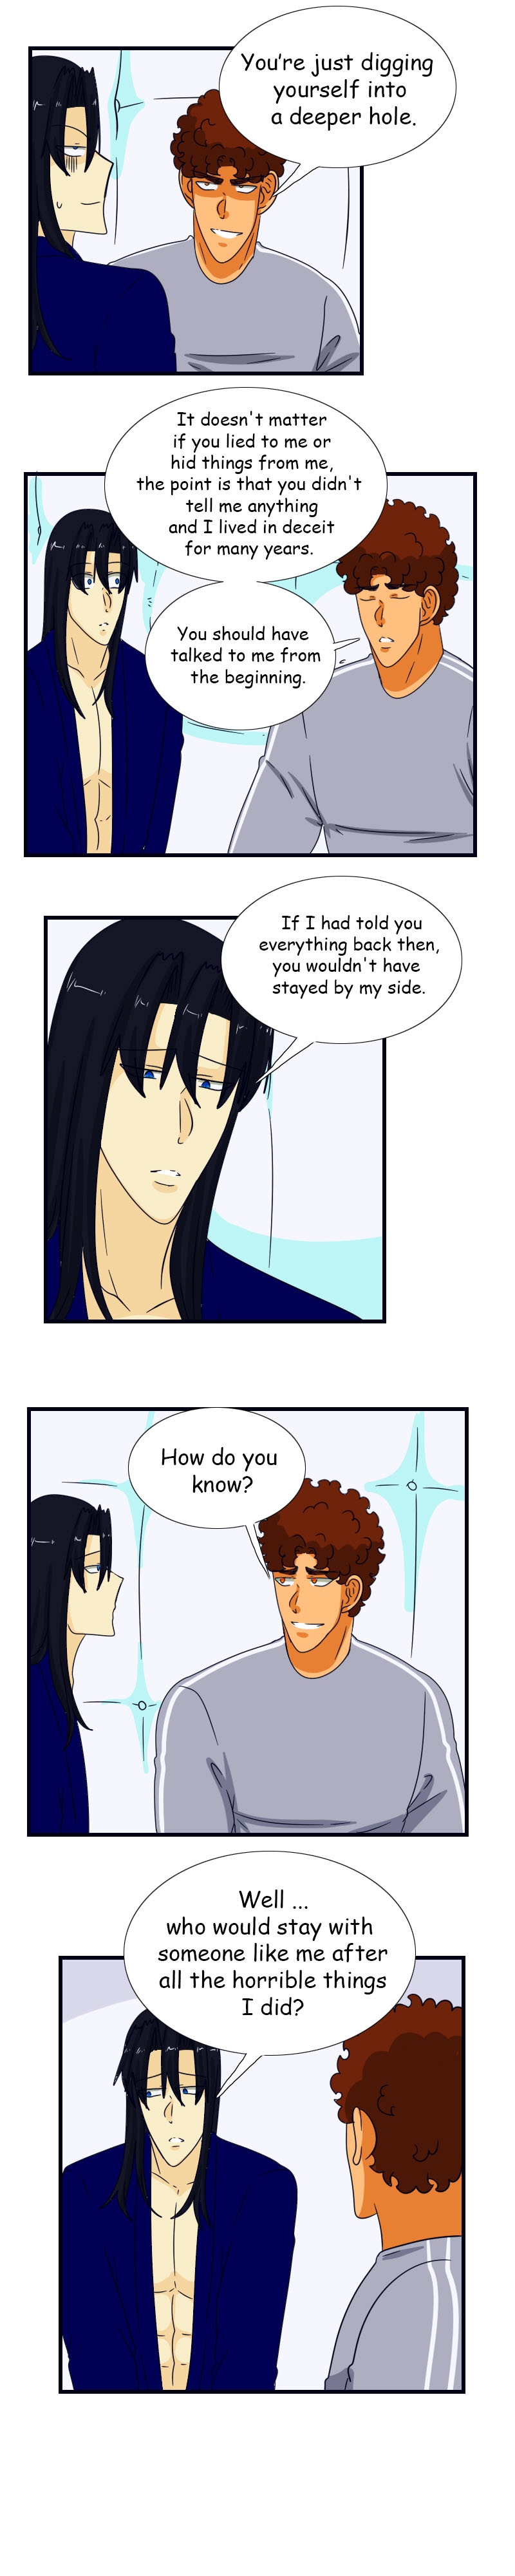 You're just digging
yourself into
a deeper hole.
It doesn't matter
if you lied to me or
hid things from me,
the point is that you didn't
tell me anything
and I lived in deceit
for many years.
You should have
talked to me from
the beginning.
If I had told you
everything back then,
you wouldn't have
stayed by my side.
How do you
know?
Well ...
who would stay with
someone like me after
all the horrible things
I did?